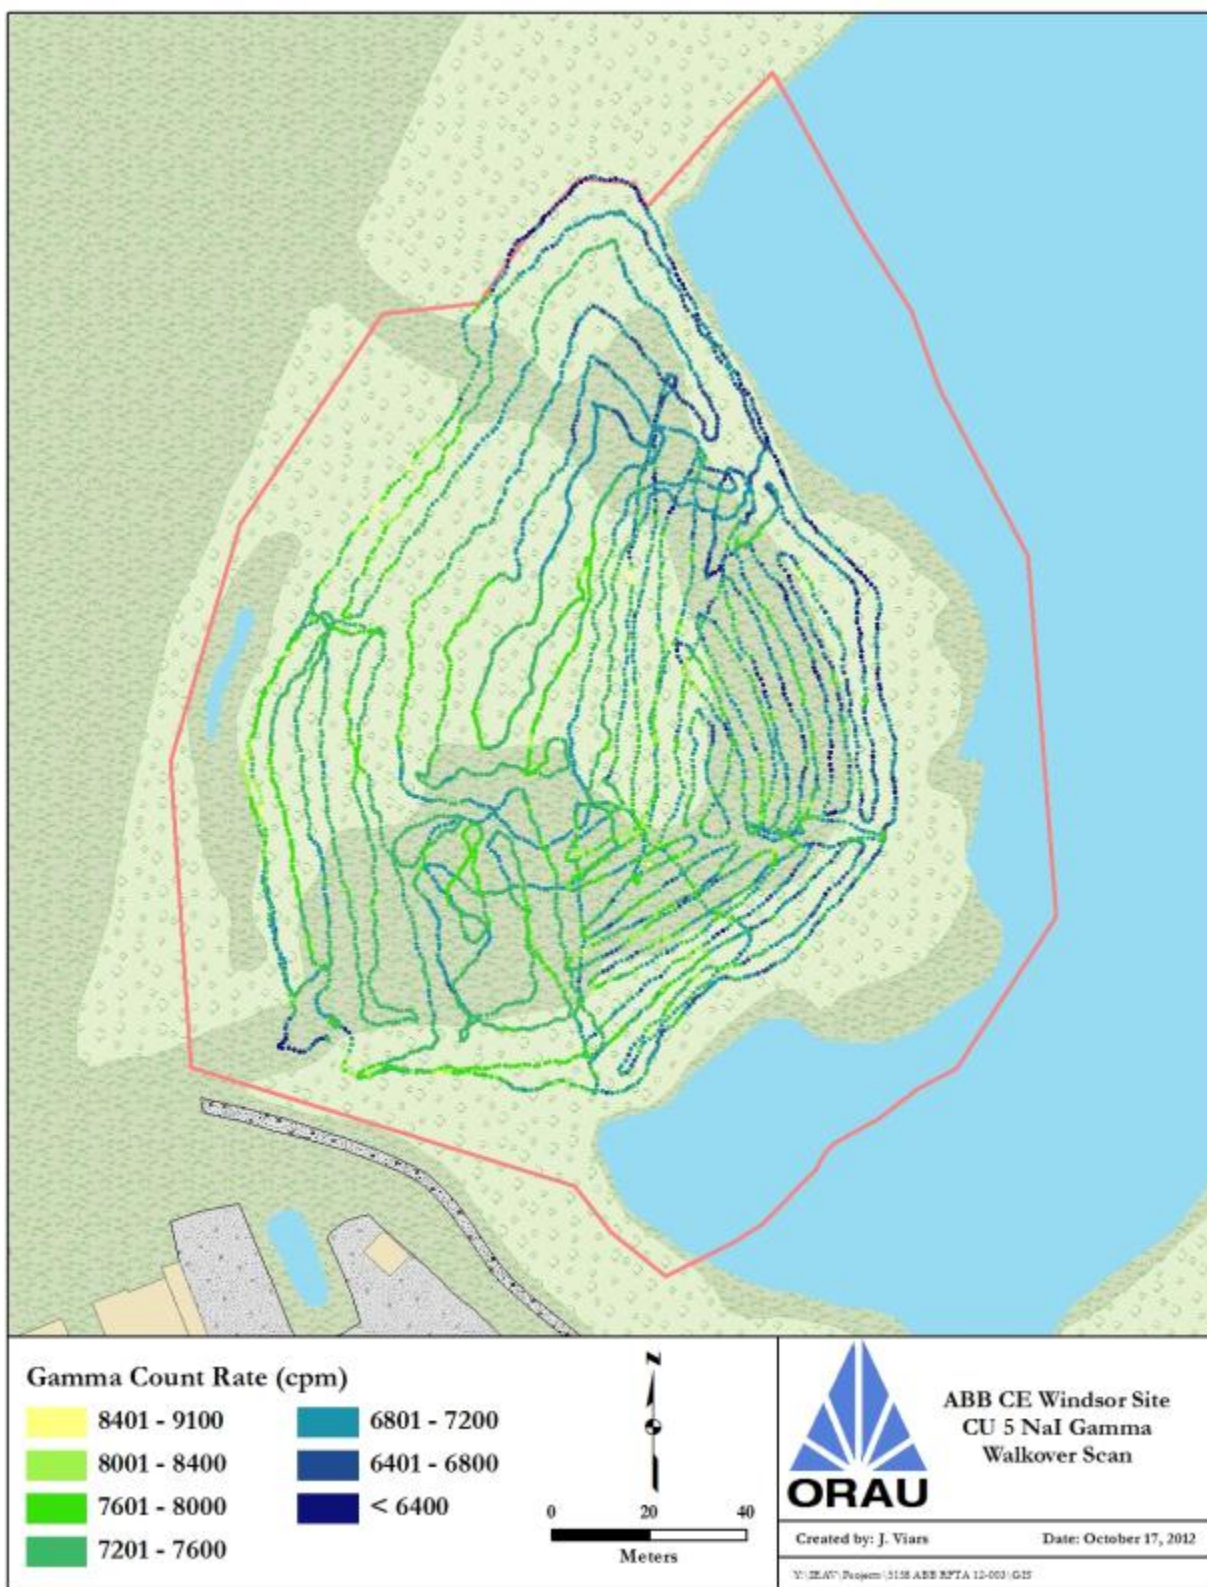 Gamma Count Rate (cpm)
8401 - 9100
8001 - 8400
7601 - 8000
7201 - 7600
6801 - 7200
6401 - 6800
< 6400
N
0 20 40
Meters
ORAU
ABB CE Windsor Site
CU 5 NaI Gamma
Walkover Scan
Created by: J. Viars Date: October 17, 2012